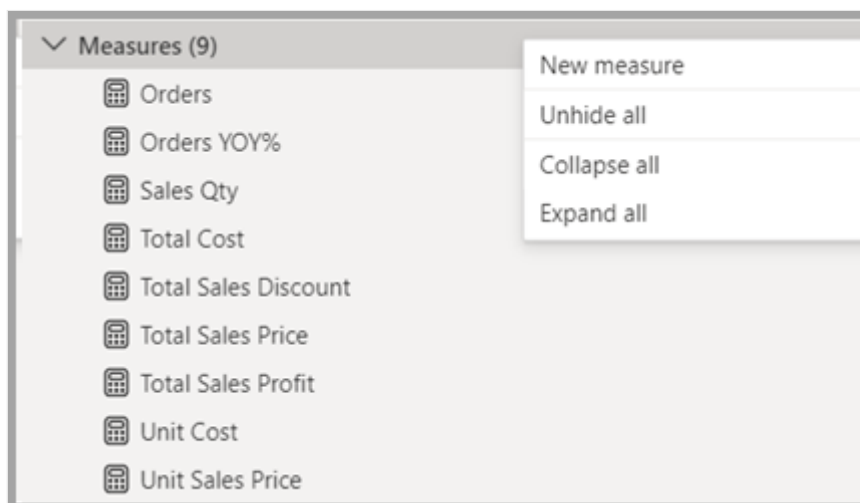 Measures (9)
Orders
Orders YOY%
Sales Qty
Total Cost
Total Sales Discount
Total Sales Price
Total Sales Profit
Unit Cost
Unit Sales Price
New measure
Unhide all
Collapse all
Expand all